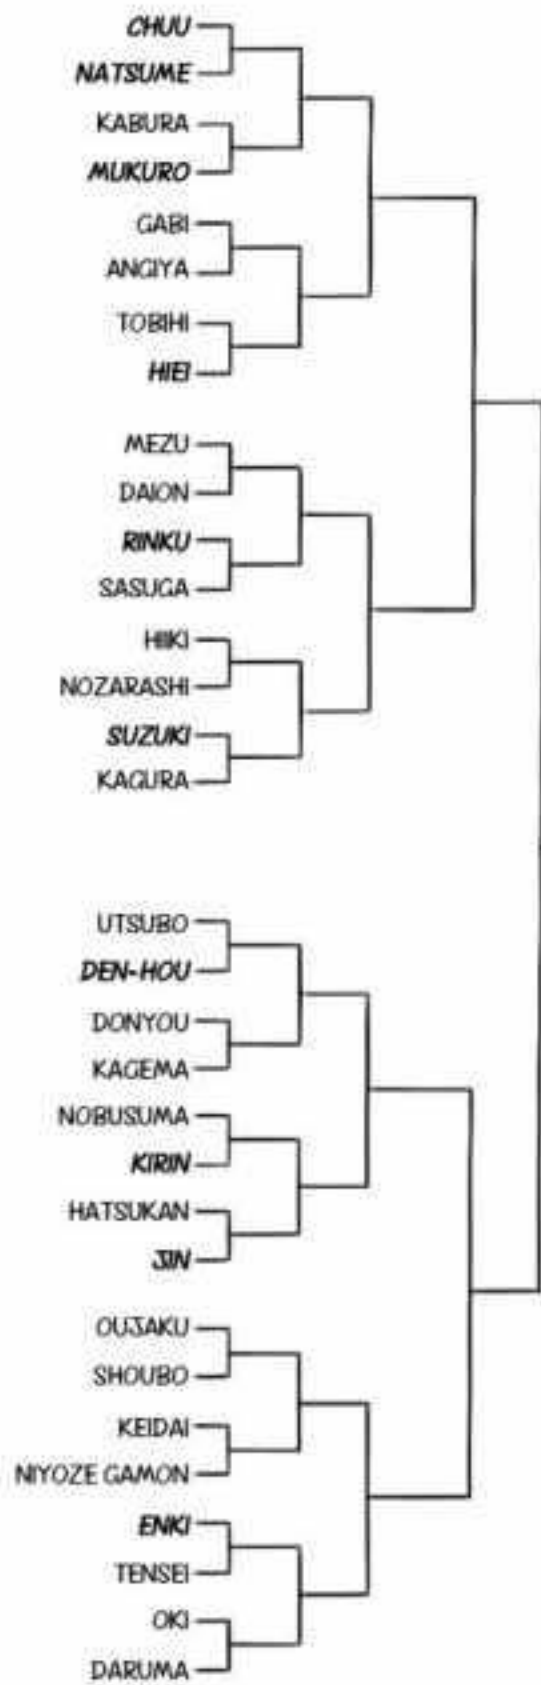 CHUU
NATSUME
KABURA
MUKURO
GABI
ANGIYA
TOBIHI
HIEI
MEZU
DAION
RINKU
SASUGA
HIIKI
NOZARASHI
SUZUKI
KAGURA
UTSUBO
DEN-HOU
DONYOU
KAGEMA
NOBUSUMA
KIRIN
HATSUKAN
JIN
OUJAKU
SHOUBO
KEIDAI
NIYOZE GAMON
ENKI
TENSEI
OKI
DARUMA